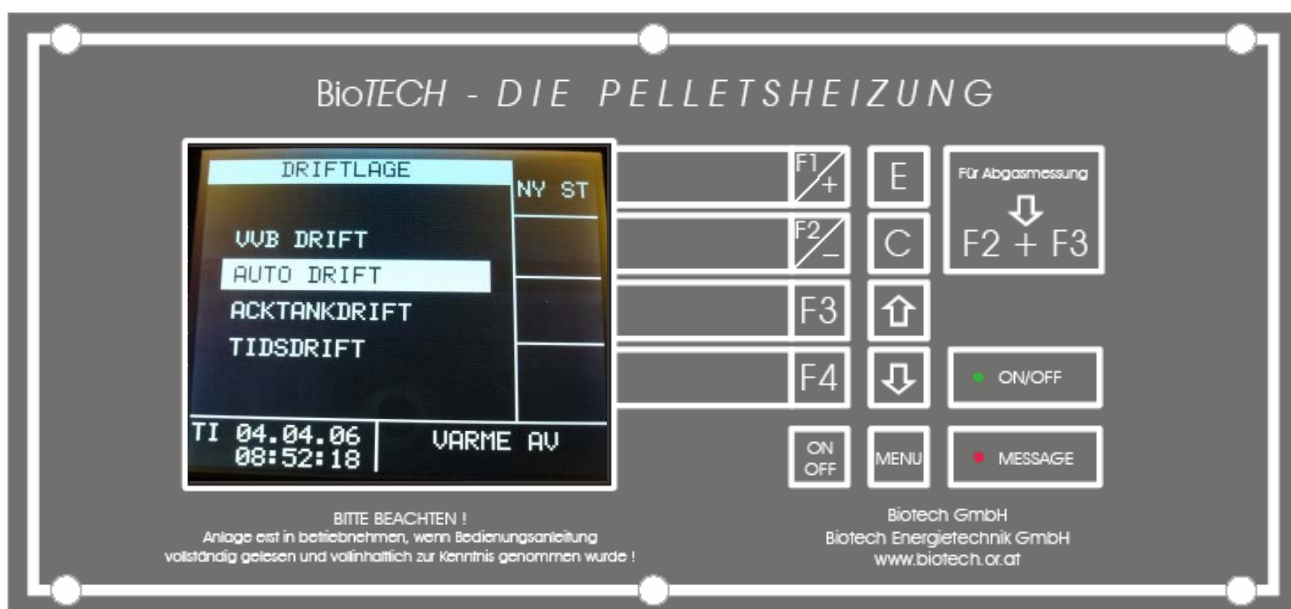 BioTECH - DIE PELLETSHEIZUNG
DRIFTLAGE
NY ST
VVB DRIFT
AUTO DRIFT
ACKTANKDRIFT
TIDSDRIFT
TI 04.04.06
08:52:18
VARME AV
F1/+
E
F2/-
C
F3
F4
ON
OFF
MENU
Für Abgasmessung
F2 + F3
ON/OFF
MESSAGE
BITTE BEACHTEN !
Anlage erst in betriebnehmen, wenn Bedienungsanleitung
vollständig gelesen und vollinhaltlich zur Kenntnis genommen wurde !
Biotech GmbH
Biotech Energietechnik GmbH
www.biotech.or.at